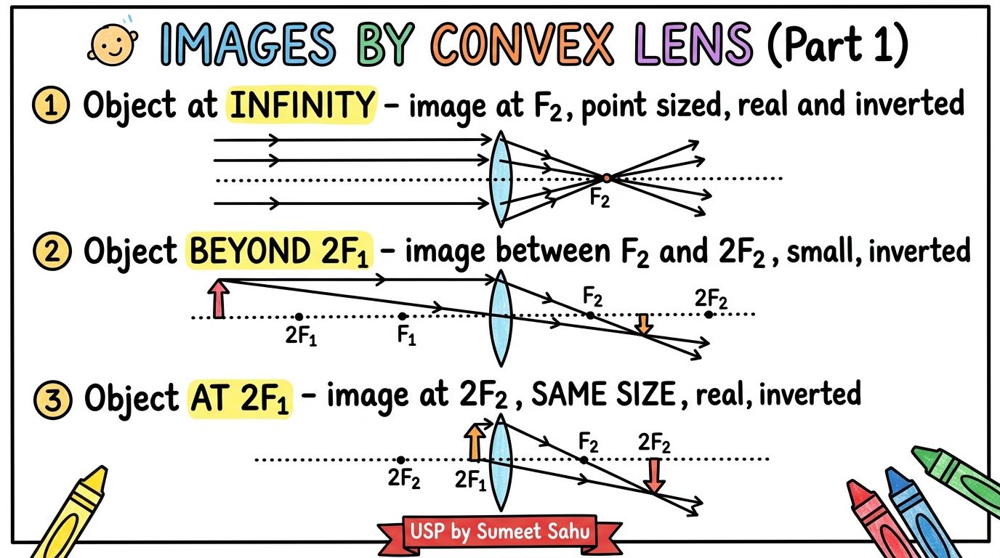 IMAGES BY CONVEX LENS (Part 1)
1 Object at INFINITY – image at F₂, point sized, real and inverted
F₂
2 Object BEYOND 2F₁ – image between F₂ and 2F₂, small, inverted
F₂
2F₂
2F₁
F₁
3 Object AT 2F₁ – image at 2F₂, SAME SIZE, real, inverted
F₂
2F₂
2F₂
2F₁
USP by Sumeet Sahu